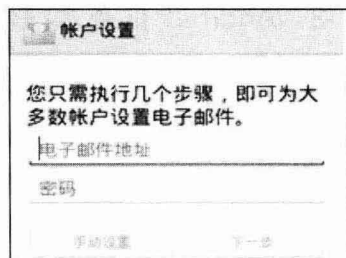 帐户设置
您只需执行几个步骤，即可为大
多数帐户设置电子邮件。
电子邮件地址
密码
手动设置
下一步